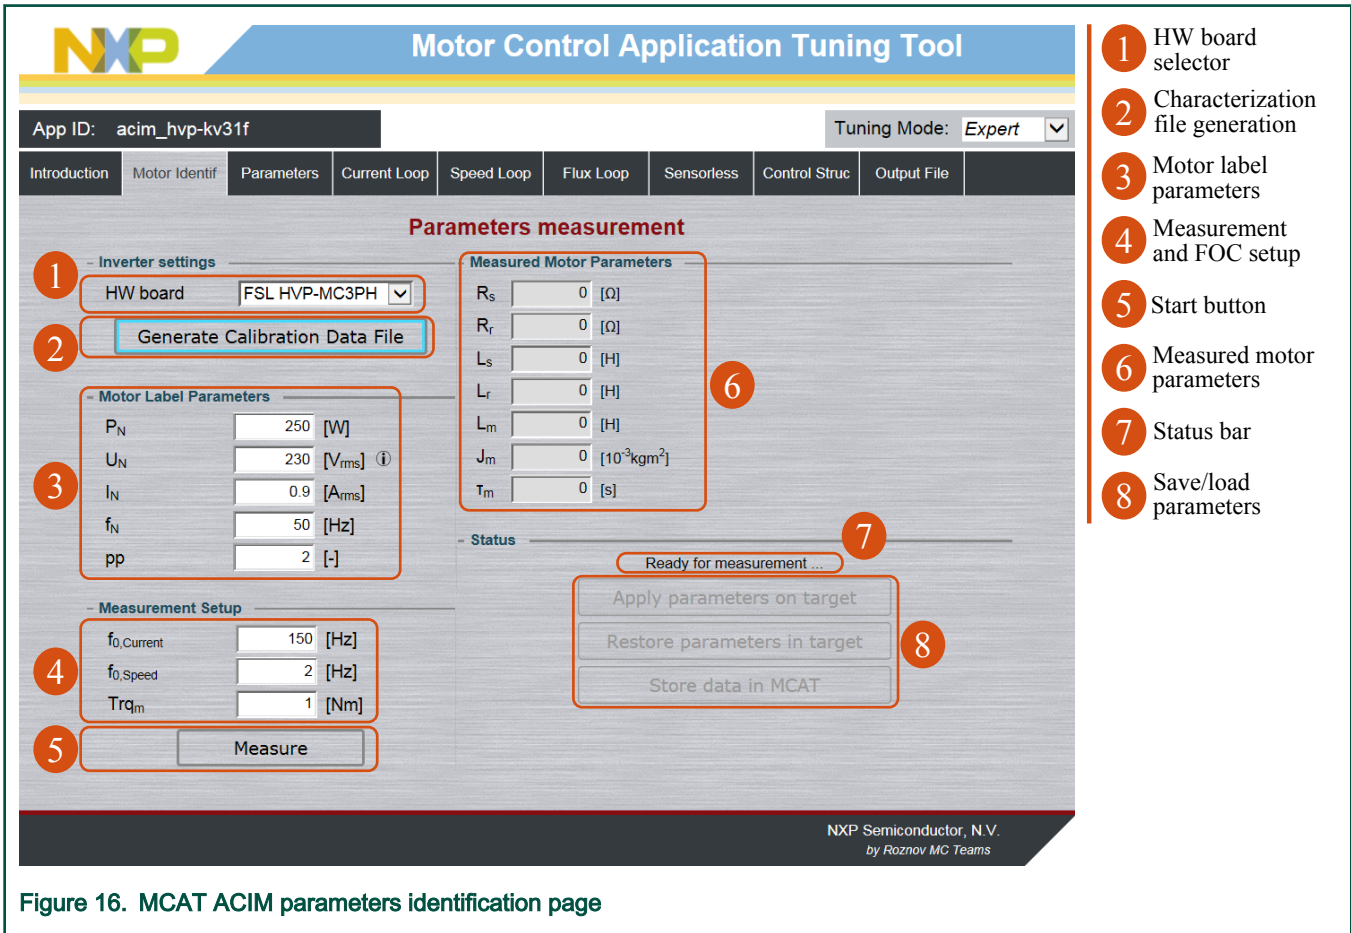 NXP
Motor Control Application Tuning Tool
App ID: acim_hvp-kv31f
Tuning Mode: Expert
Introduction Motor Identif Parameters Current Loop Speed Loop Flux Loop Sensorless Control Struc Output File
Parameters measurement
1
Inverter settings
HW board FSL HVP-MC3PH
2
Generate Calibration Data File
3
Motor Label Parameters
PN 250 [W]
UN 230 [Vrms] i
IN 0.9 [Arms]
fN 50 [Hz]
pp 2 [-]
4
Measurement Setup
f0,Current 150 [Hz]
f0,Speed 2 [Hz]
Trqm 1 [Nm]
5
Measure
Measured Motor Parameters
Rs 0 [Ω]
Rr 0 [Ω]
Ls 0 [H]
Lr 0 [H]
Lm 0 [H]
Jm 0 [10⁻³kgm²]
τm 0 [s]
6
Status
7
Ready for measurement ...
Apply parameters on target
Restore parameters in target
Store data in MCAT
8
NXP Semiconductor, N.V.
by Roznov MC Teams
1 HW board
selector
2 Characterization
file generation
3 Motor label
parameters
4 Measurement
and FOC setup
5 Start button
6 Measured motor
parameters
7 Status bar
8 Save/load
parameters
Figure 16. MCAT ACIM parameters identification page